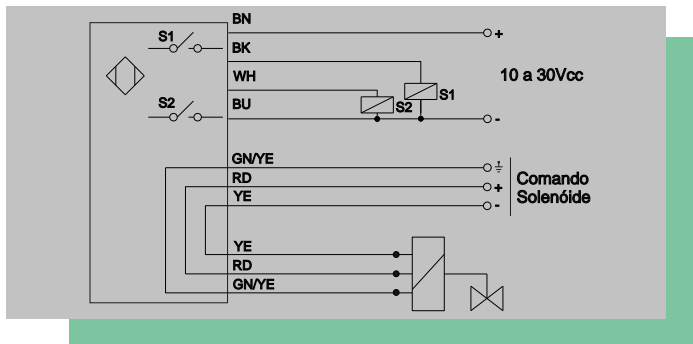 BN
+
S1
BK
10 a 30Vcc
WH
S1
S2
S2
BU
-
GN/YE
RD
+
Comando
Solenóide
YE
-
YE
RD
GN/YE